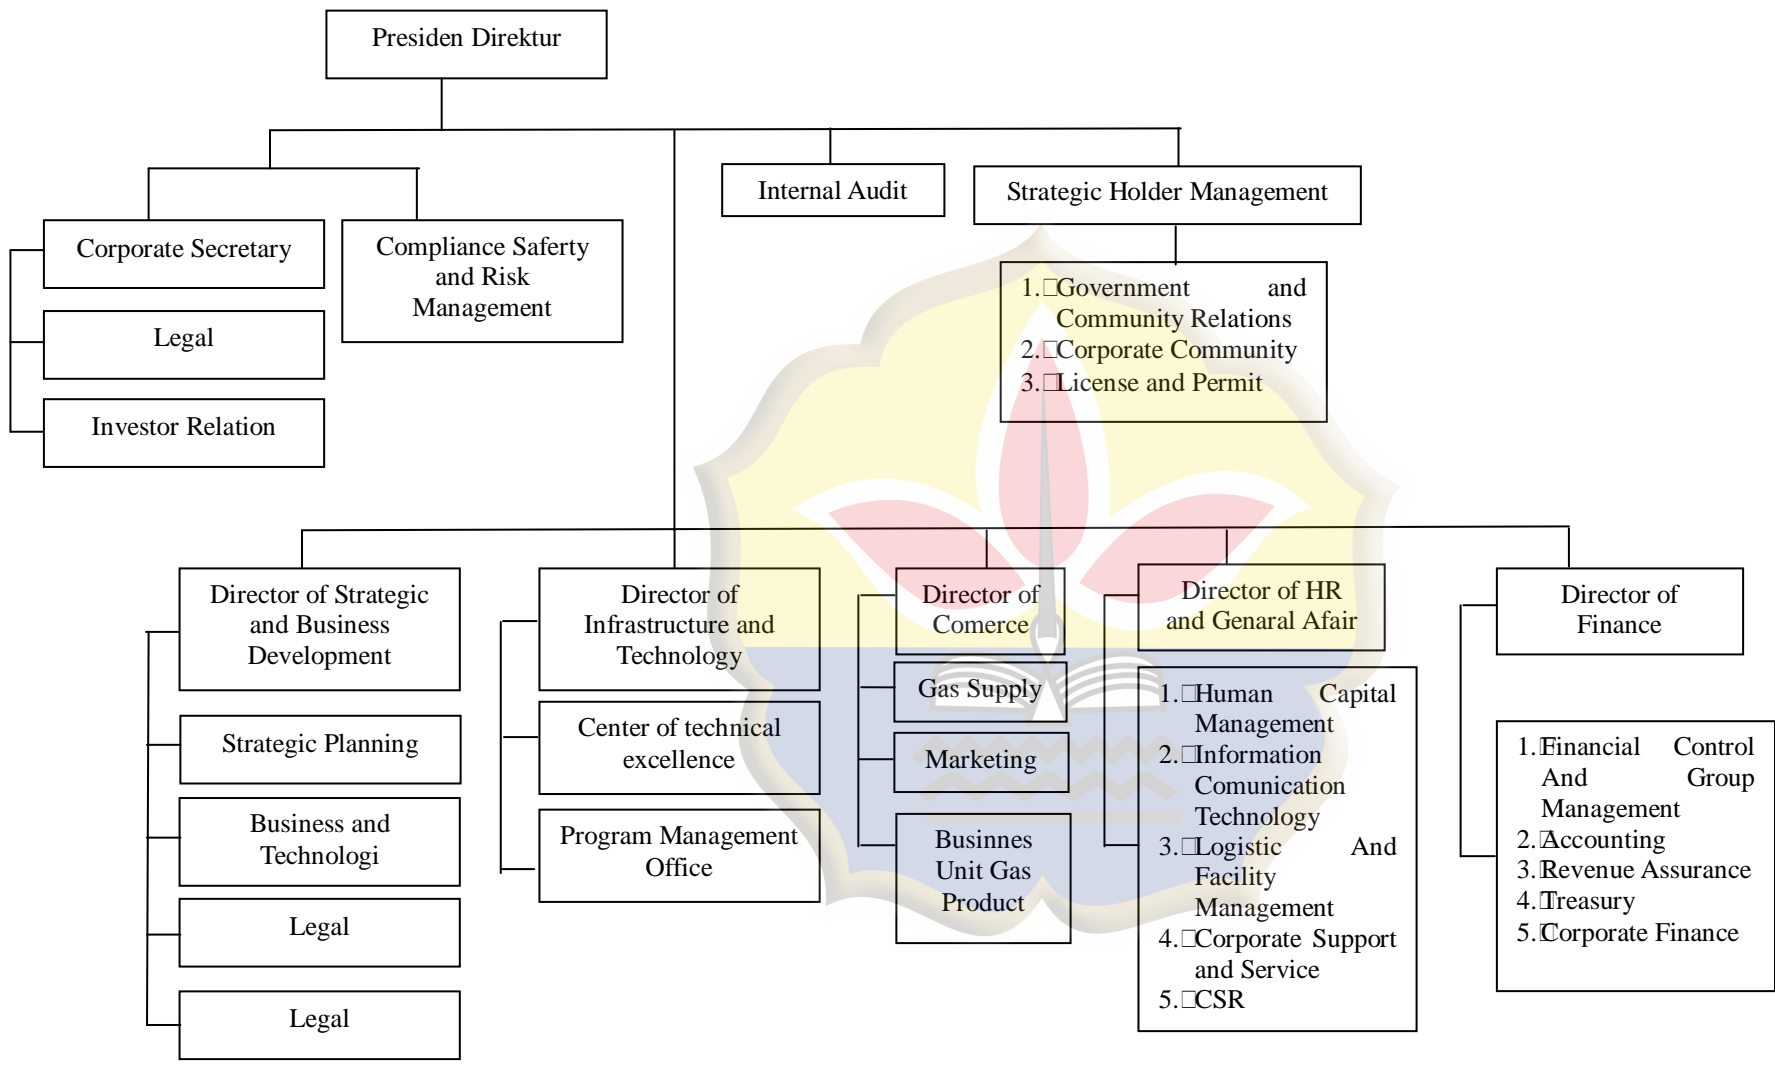 Presiden Direktur
Internal Audit
Strategic Holder Management
Corporate Secretary
Compliance Saferty
and Risk
Management
Legal
Investor Relation
1. Government and
Community Relations
2. Corporate Community
3. License and Permit
Director of Strategic
and Business
Development
Strategic Planning
Business and
Technologi
Legal
Legal
Director of
Infrastructure and
Technology
Center of technical
excellence
Program Management
Office
Director of
Comerce
Gas Supply
Marketing
Businnes
Unit Gas
Product
Director of HR
and Genaral Afair
1. Human Capital
Management
2. Information
Comunication
Technology
3. Logistic And
Facility
Management
4. Corporate Support
and Service
5. CSR
Director of
Finance
1. Financial Control
And Group
Management
2. Accounting
3. Revenue Assurance
4. Treasury
5. Corporate Finance